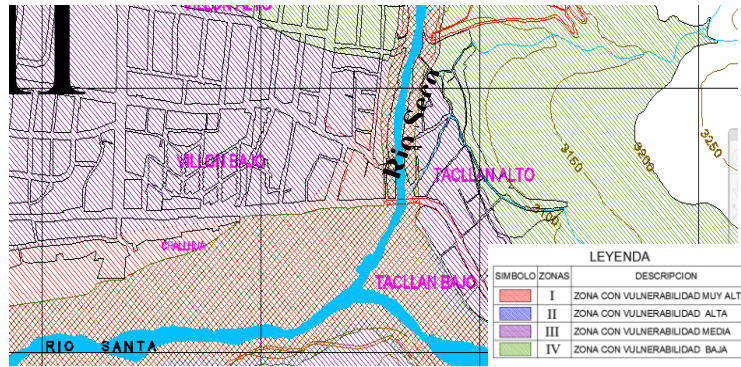 VILLON ALTO
II
Rio Seco
3150
3200
3250
VILLON BAJO
TACLLAN ALTO
3100
CHALLHUA
TACLLAN BAJO
RIO SANTA
LEYENDA
SIMBOLO ZONAS DESCRIPCION
I ZONA CON VULNERABILIDAD MUY ALT
II ZONA CON VULNERABILIDAD ALTA
III ZONA CON VULNERABILIDAD MEDIA
IV ZONA CON VULNERABILIDAD BAJA